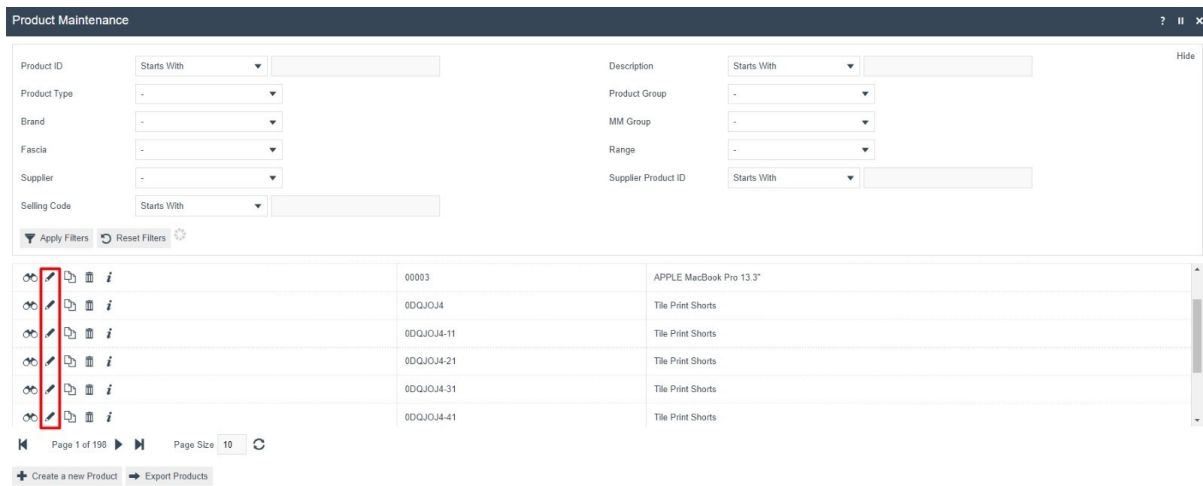 Product Maintenance ? II X
Hide
Product ID Starts With Description Starts With
Product Type - Product Group -
Brand - MM Group -
Fascia - Range -
Supplier - Supplier Product ID Starts With
Selling Code Starts With
Apply Filters Reset Filters
i 00003 APPLE MacBook Pro 13.3"
i 0DQJOJ4 Tile Print Shorts
i 0DQJOJ4-11 Tile Print Shorts
i 0DQJOJ4-21 Tile Print Shorts
i 0DQJOJ4-31 Tile Print Shorts
i 0DQJOJ4-41 Tile Print Shorts
Page 1 of 198 Page Size 10
Create a new Product Export Products